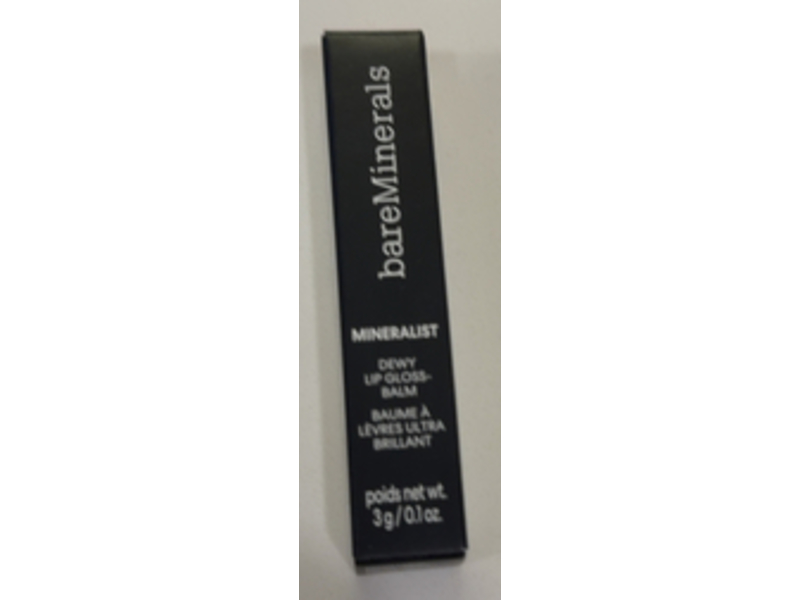 bareMinerals
MINERALIST
DEWY
LIP GLOSS-
BALM
BAUME À
LÈVRES ULTRA
BRILLANT
poids net wt.
3 g / 0.1 oz.